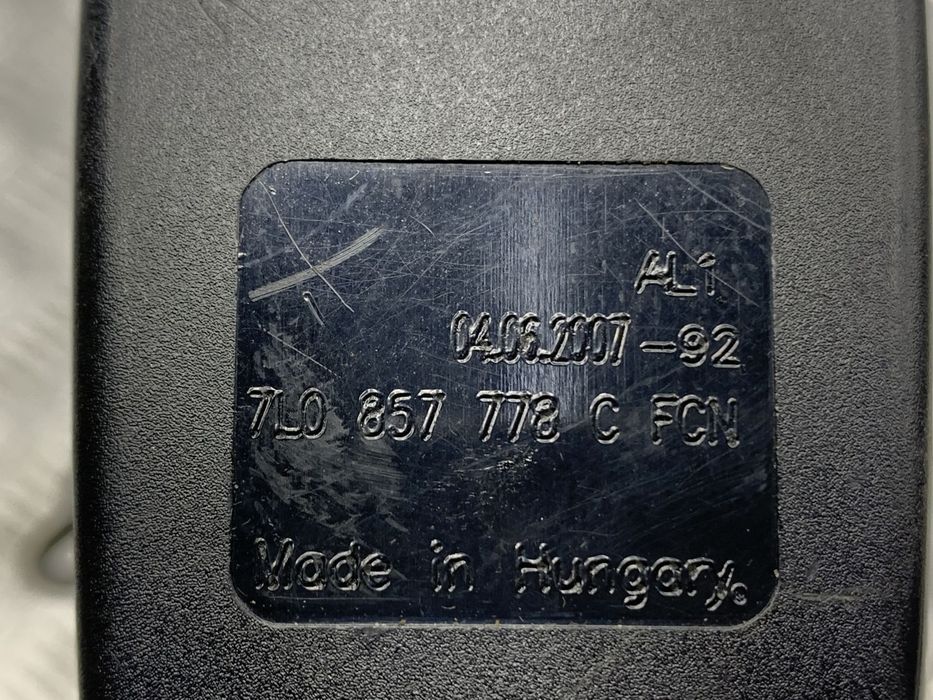 AL1
04.06.2007 -92
7L0 857 778 C FCN
Made in Hungary.